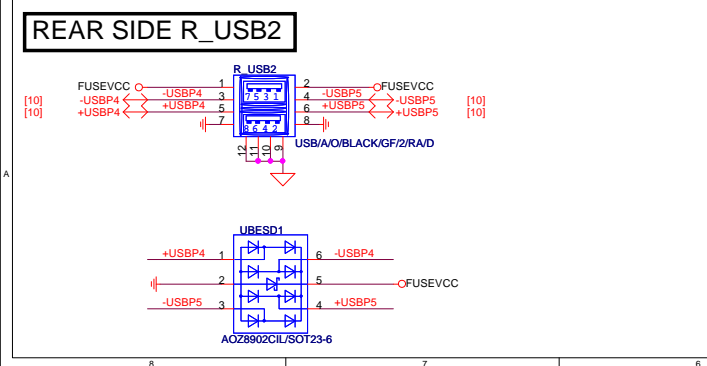 REAR SIDE R_USB2
R_USB2
FUSEVCC 1 2 FUSEVCC
[10] -USBP4 -USBP4 3 7 5 3 1 4 -USBP5 -USBP5 [10]
[10] +USBP4 +USBP4 5 6 +USBP5 +USBP5 [10]
7 8 6 4 2 8
12 11 10 9 USB/A/O/BLACK/GF/2/RA/D
A
UBESD1
+USBP4 1 6 -USBP4
2 5 FUSEVCC
-USBP5 3 4 +USBP5
AOZ8902CIL/SOT23-6
8 7 6